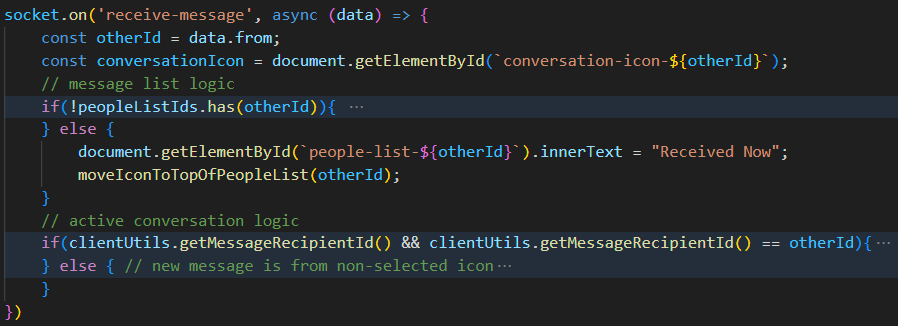 socket.on('receive-message', async (data) => {
    const otherId = data.from;
    const conversationIcon = document.getElementById(`conversation-icon-${otherId}`);
    // message list logic
    if(!peopleListIds.has(otherId)){ ⋯
    } else {
        document.getElementById(`people-list-${otherId}`).innerText = "Received Now";
        moveIconToTopOfPeopleList(otherId);
    }
    // active conversation logic
    if(clientUtils.getMessageRecipientId() && clientUtils.getMessageRecipientId() == otherId){⋯
    } else { // new message is from non-selected icon⋯
    }
})